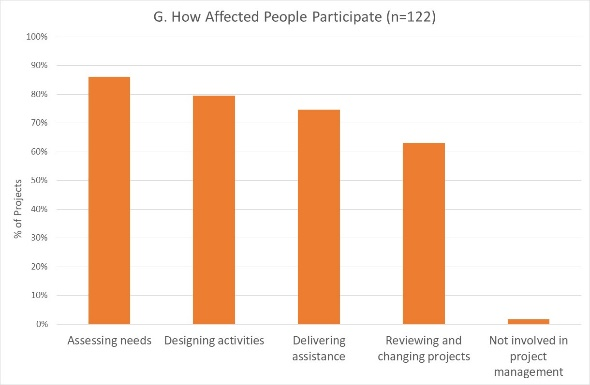 G. How Affected People Participate (n=122)
100%
90%
80%
70%
60%
50%
40%
30%
20%
10%
0%
% of Projects
Assessing needs
Designing activities
Delivering
assistance
Reviewing and
changing projects
Not involved in
project
management